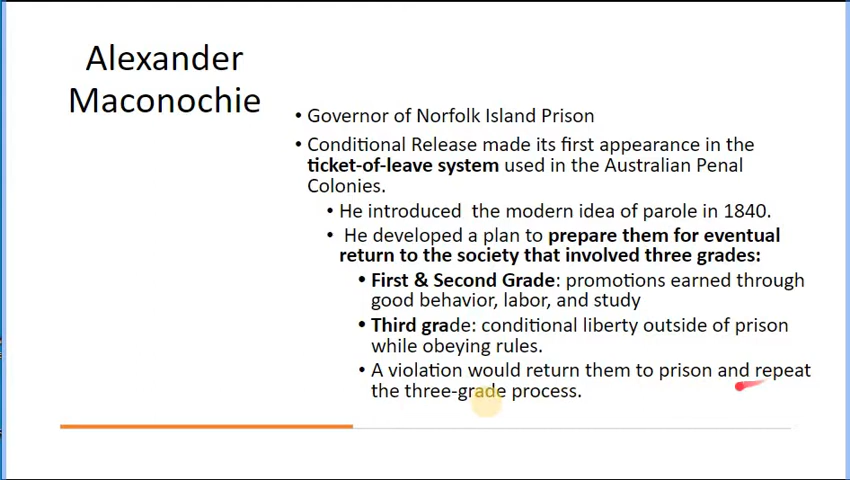 Alexander
Maconochie
• Governor of Norfolk Island Prison
• Conditional Release made its first appearance in the
ticket-of-leave system used in the Australian Penal
Colonies.
• He introduced the modern idea of parole in 1840.
• He developed a plan to prepare them for eventual
return to the society that involved three grades:
• First & Second Grade: promotions earned through
good behavior, labor, and study
• Third grade: conditional liberty outside of prison
while obeying rules.
• A violation would return them to prison and repeat
the three-grade process.